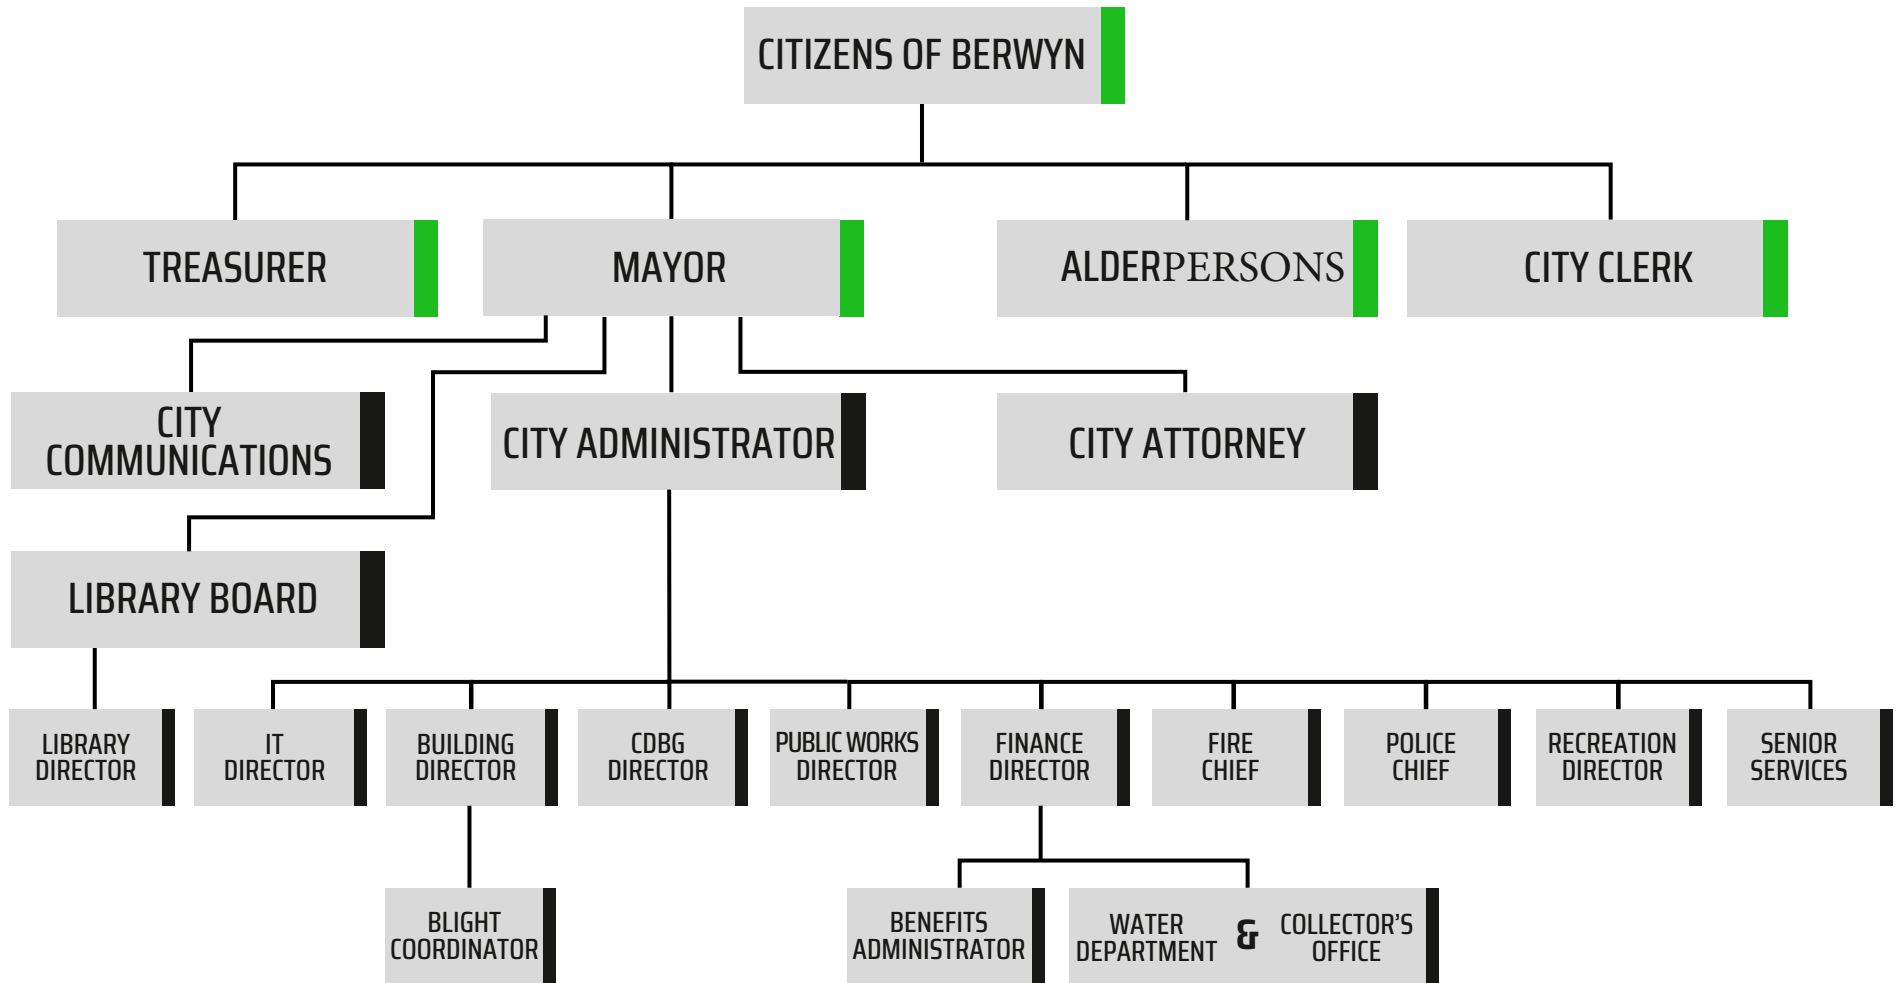 CITIZENS OF BERWYN
TREASURER
MAYOR
ALDERPERSONS
CITY CLERK
CITY
COMMUNICATIONS
CITY ADMINISTRATOR
CITY ATTORNEY
LIBRARY BOARD
LIBRARY
DIRECTOR
IT
DIRECTOR
BUILDING
DIRECTOR
CDBG
DIRECTOR
PUBLIC WORKS
DIRECTOR
FINANCE
DIRECTOR
FIRE
CHIEF
POLICE
CHIEF
RECREATION
DIRECTOR
SENIOR
SERVICES
BLIGHT
COORDINATOR
BENEFITS
ADMINISTRATOR
WATER
DEPARTMENT
&
COLLECTOR’S
OFFICE